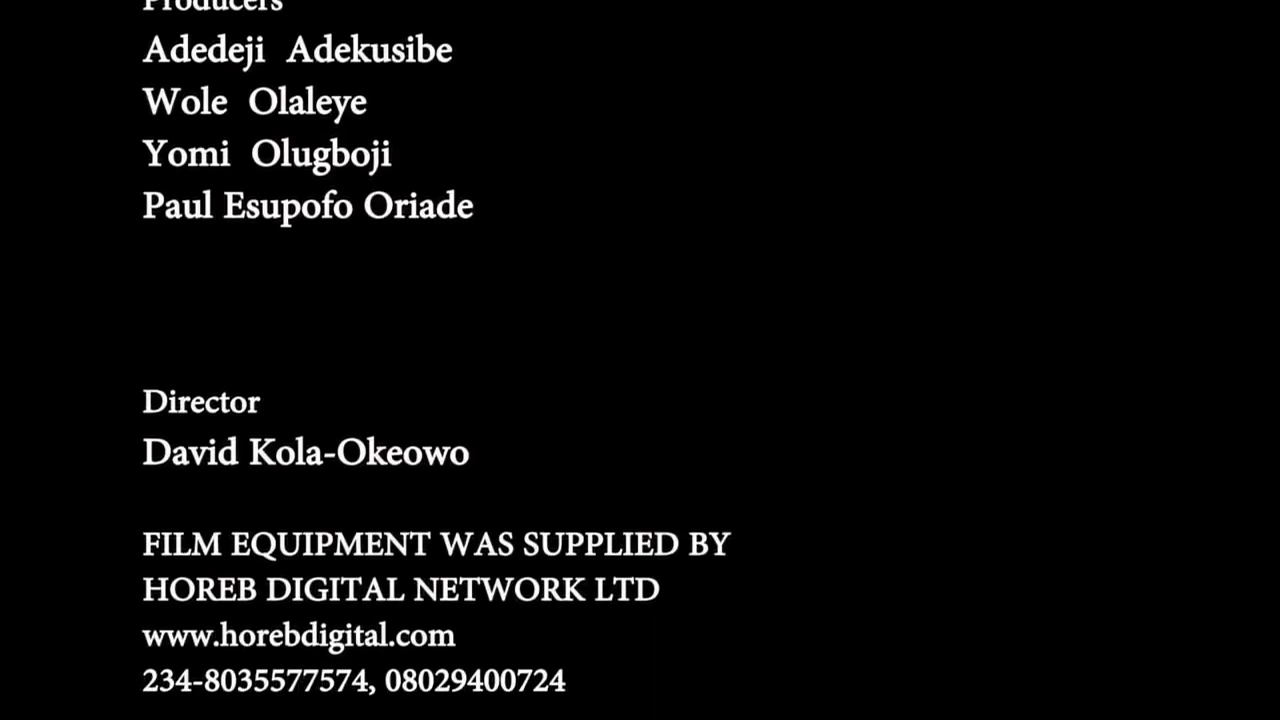 Producers
Adedeji Adekusibe
Wole Olaleye
Yomi Olugboji
Paul Esupofo Oriade
Director
David Kola-Okeowo
FILM EQUIPMENT WAS SUPPLIED BY
HOREB DIGITAL NETWORK LTD
www.horebdigital.com
234-8035577574, 08029400724